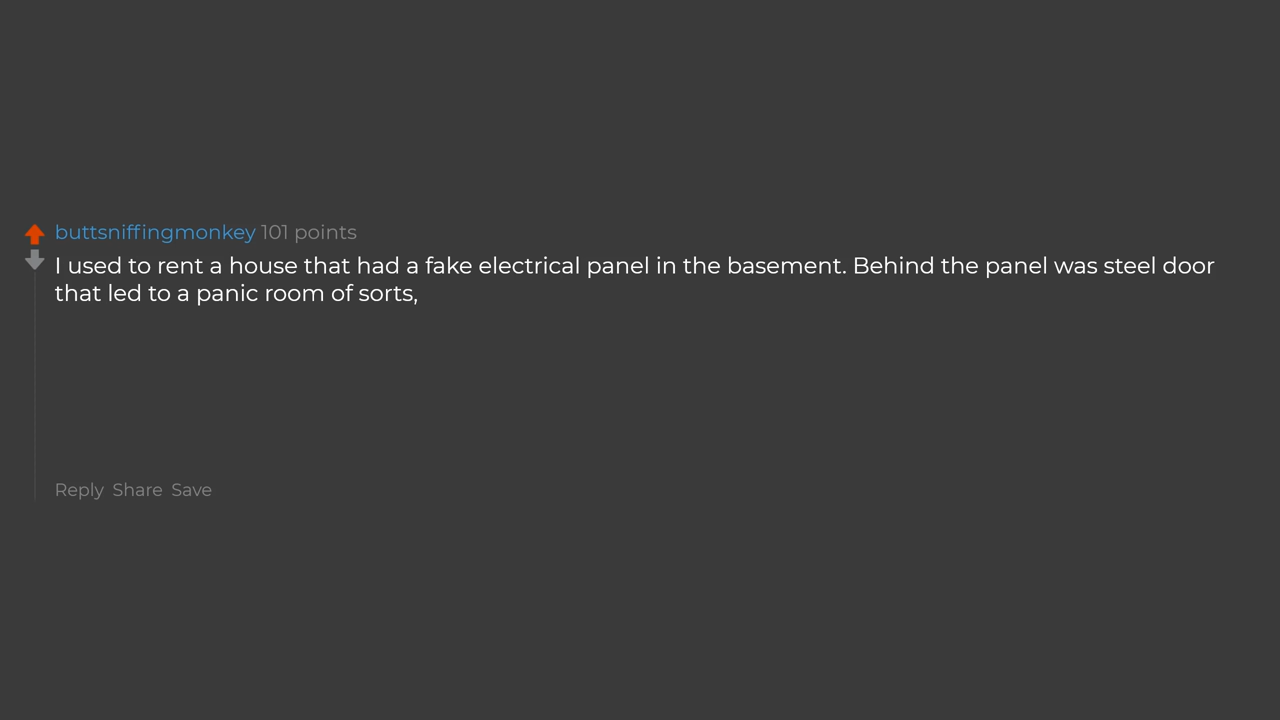 buttsniffingmonkey 101 points
I used to rent a house that had a fake electrical panel in the basement. Behind the panel was steel door
that led to a panic room of sorts,
Reply Share Save